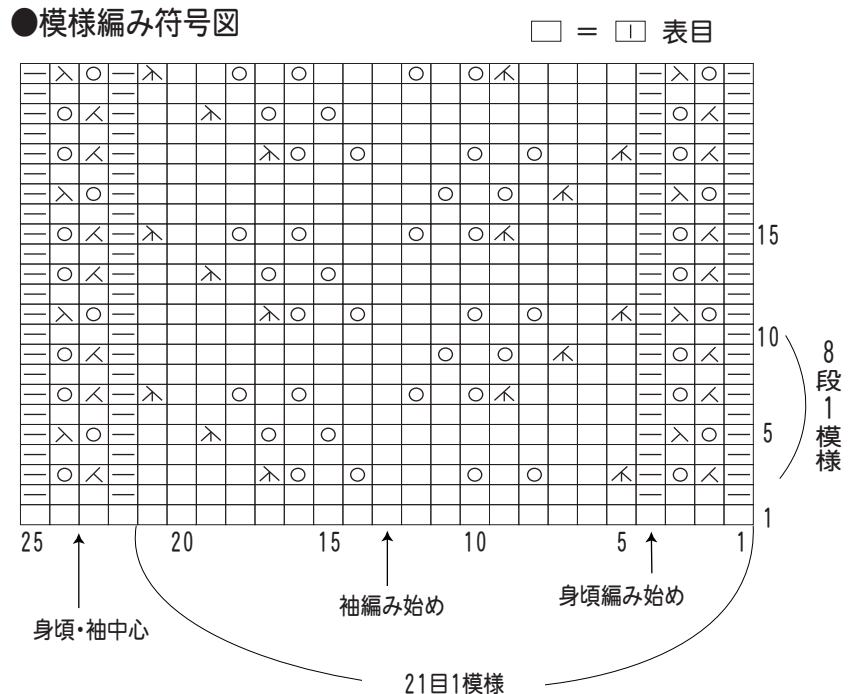 ●模様編み符号図
□ = 表目
15
10
5
1
8段1模様
25 20 15 10 5 1
身頃・袖中心
袖編み始め
身頃編み始め
21目1模様